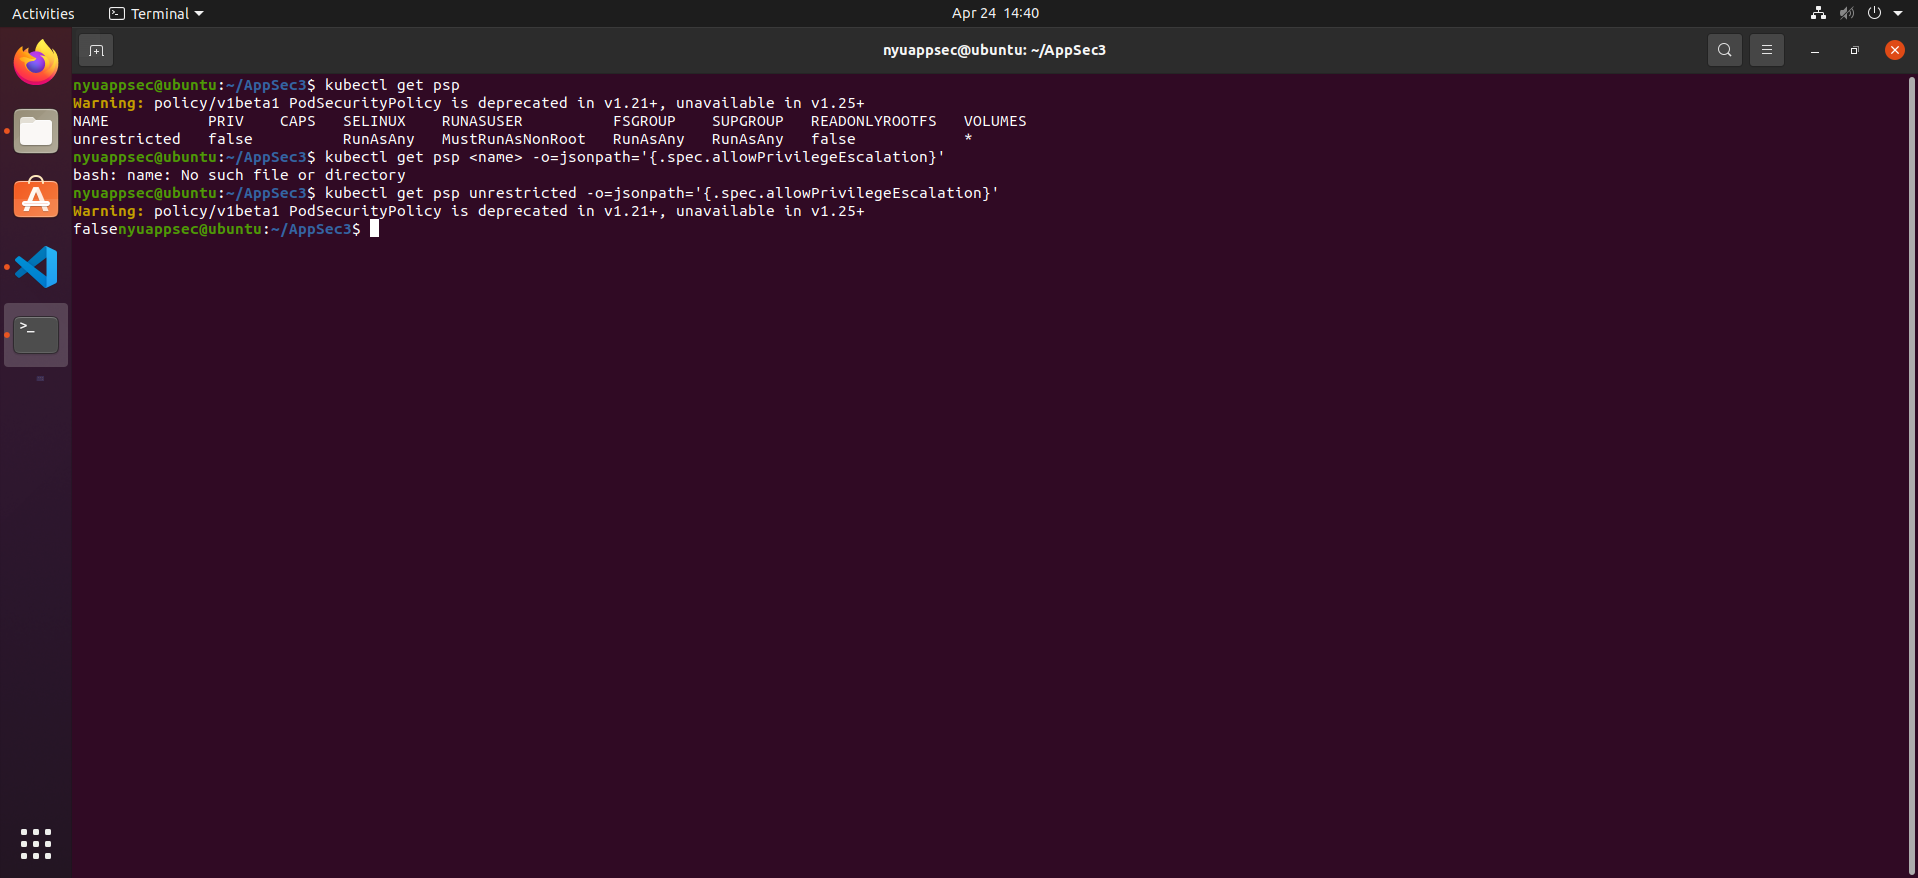 Activities Terminal Apr 24 14:40
nyuappsec@ubuntu: ~/AppSec3
nyuappsec@ubuntu:~/AppSec3$ kubectl get psp
Warning: policy/v1beta1 PodSecurityPolicy is deprecated in v1.21+, unavailable in v1.25+
NAME PRIV CAPS SELINUX RUNASUSER FSGROUP SUPGROUP READONLYROOTFS VOLUMES
unrestricted false RunAsAny MustRunAsNonRoot RunAsAny RunAsAny false *
nyuappsec@ubuntu:~/AppSec3$ kubectl get psp <name> -o=jsonpath='{.spec.allowPrivilegeEscalation}'
bash: name: No such file or directory
nyuappsec@ubuntu:~/AppSec3$ kubectl get psp unrestricted -o=jsonpath='{.spec.allowPrivilegeEscalation}'
Warning: policy/v1beta1 PodSecurityPolicy is deprecated in v1.21+, unavailable in v1.25+
falsenyuappsec@ubuntu:~/AppSec3$